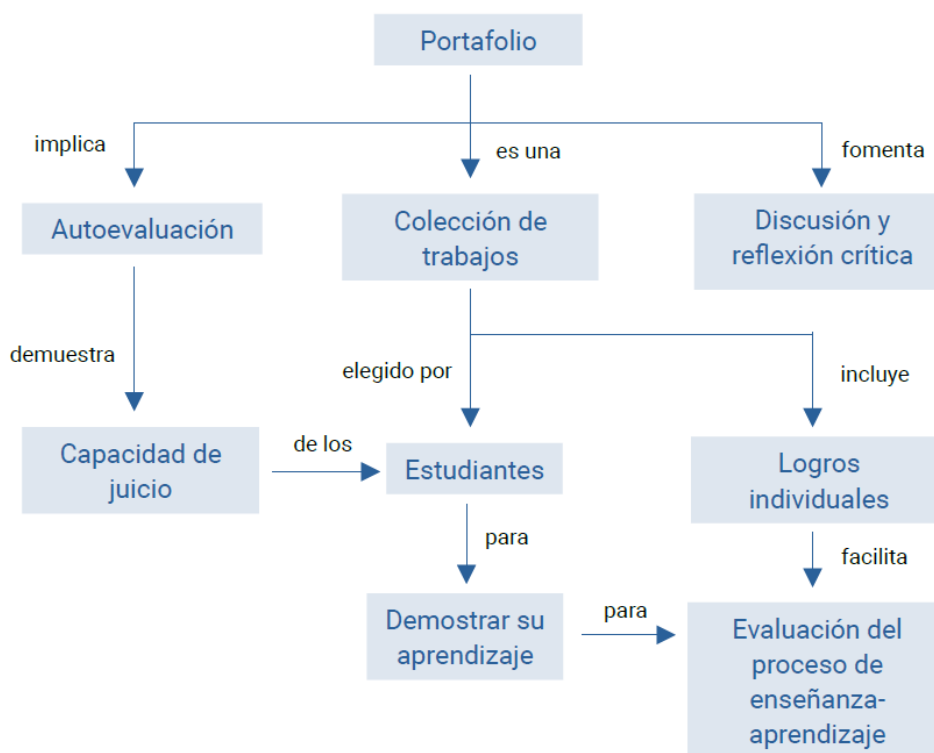 Portafolio
implica
es una
fomenta
Autoevaluación
Colección de
trabajos
Discusión y
reflexión crítica
demuestra
elegido por
incluye
Capacidad de
juicio
de los
Estudiantes
Logros
individuales
para
facilita
Demostrar su
aprendizaje
para
Evaluación del
proceso de
enseñanza-
aprendizaje